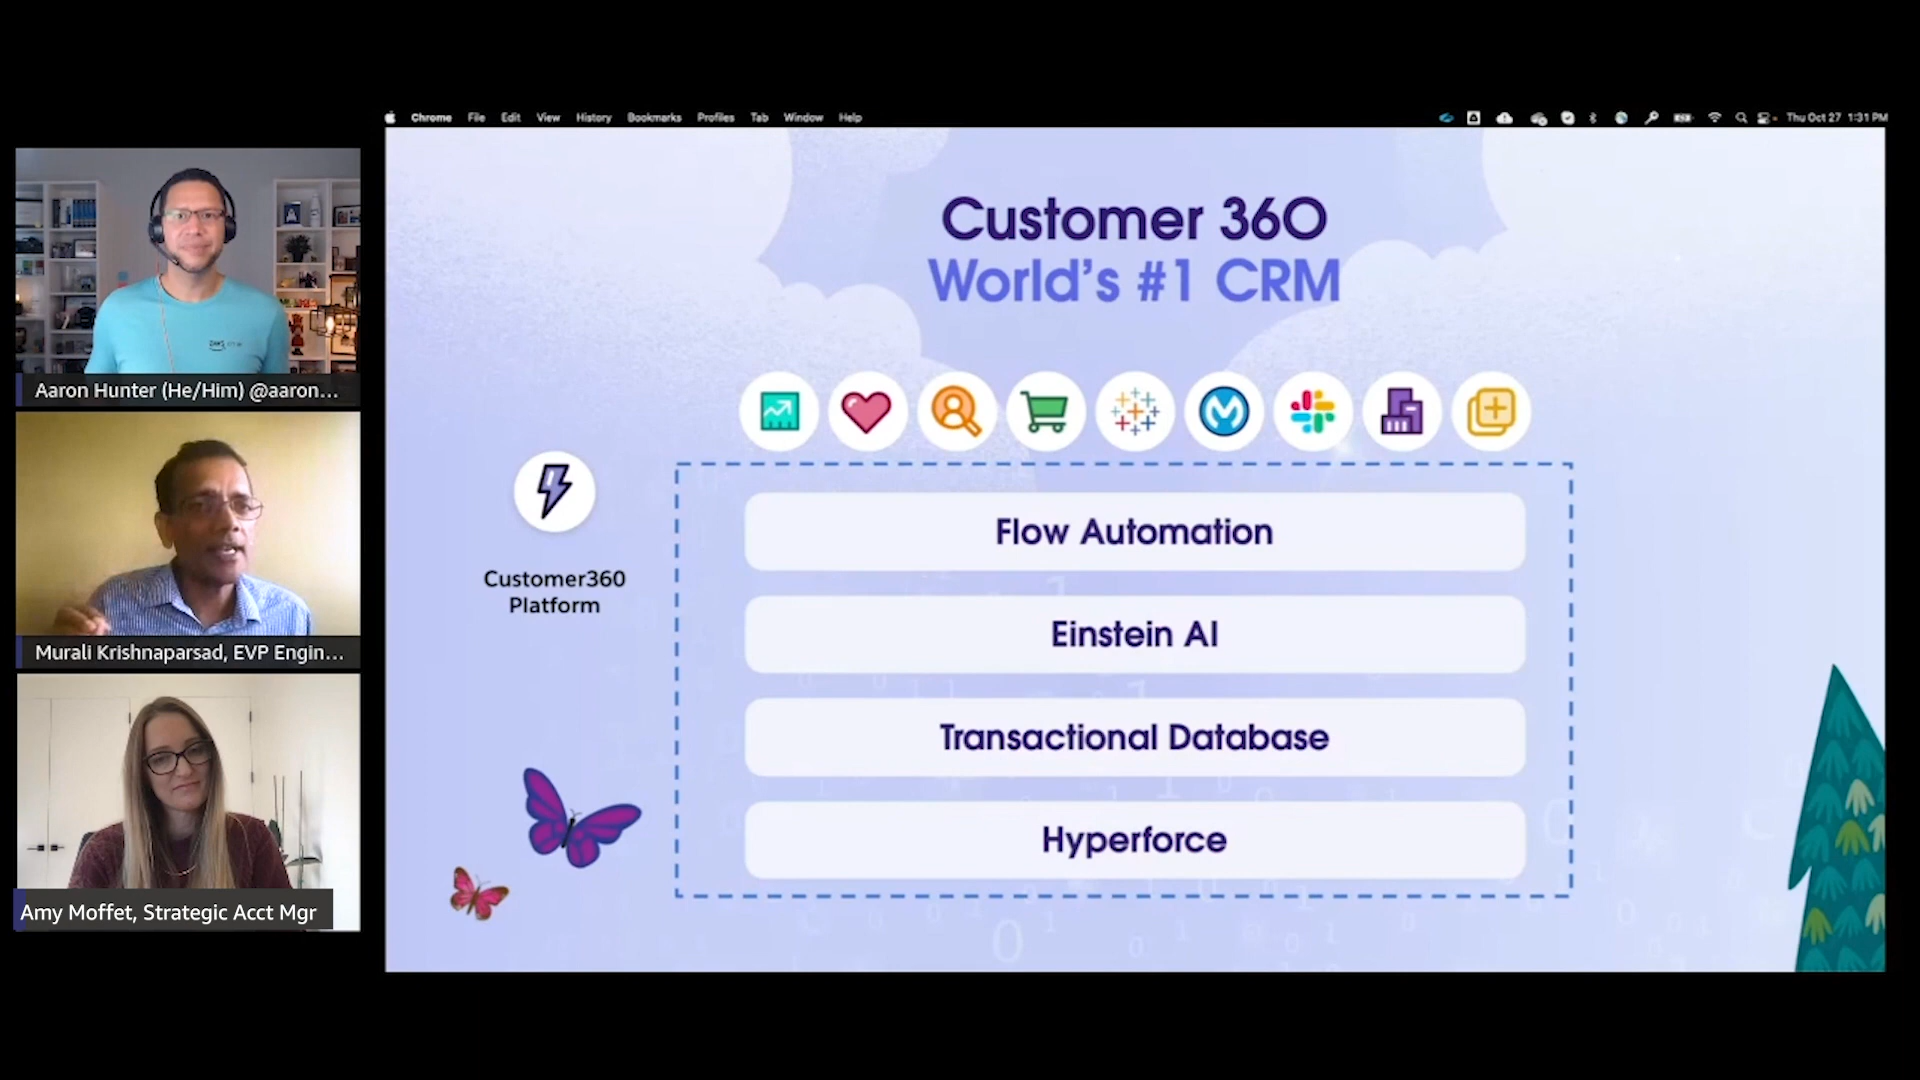 Chrome File Edit View History Bookmarks Profiles Tab Window Help
Thu Oct 27 1:31 PM
Aaron Hunter (He/Him) @aaron...
Murali Krishnaparsad, EVP Engin...
Amy Moffet, Strategic Acct Mgr
Customer 360
World's #1 CRM
Customer360
Platform
Flow Automation
Einstein AI
Transactional Database
Hyperforce